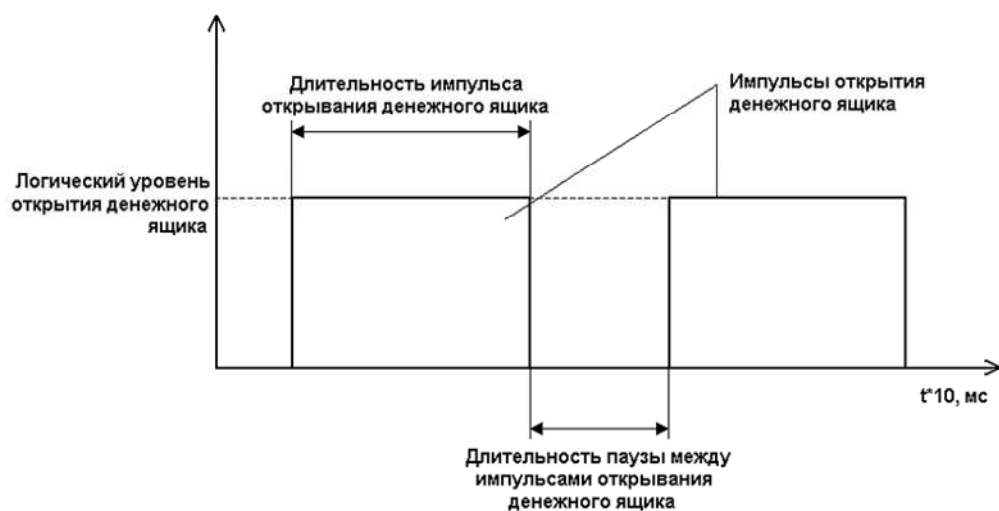 Длительность импульса
открывания денежного ящика
Импульсы открытия
денежного ящика
Логический уровень
открытия денежного
ящика
t*10, мс
Длительность паузы между
импульсами открывания
денежного ящика